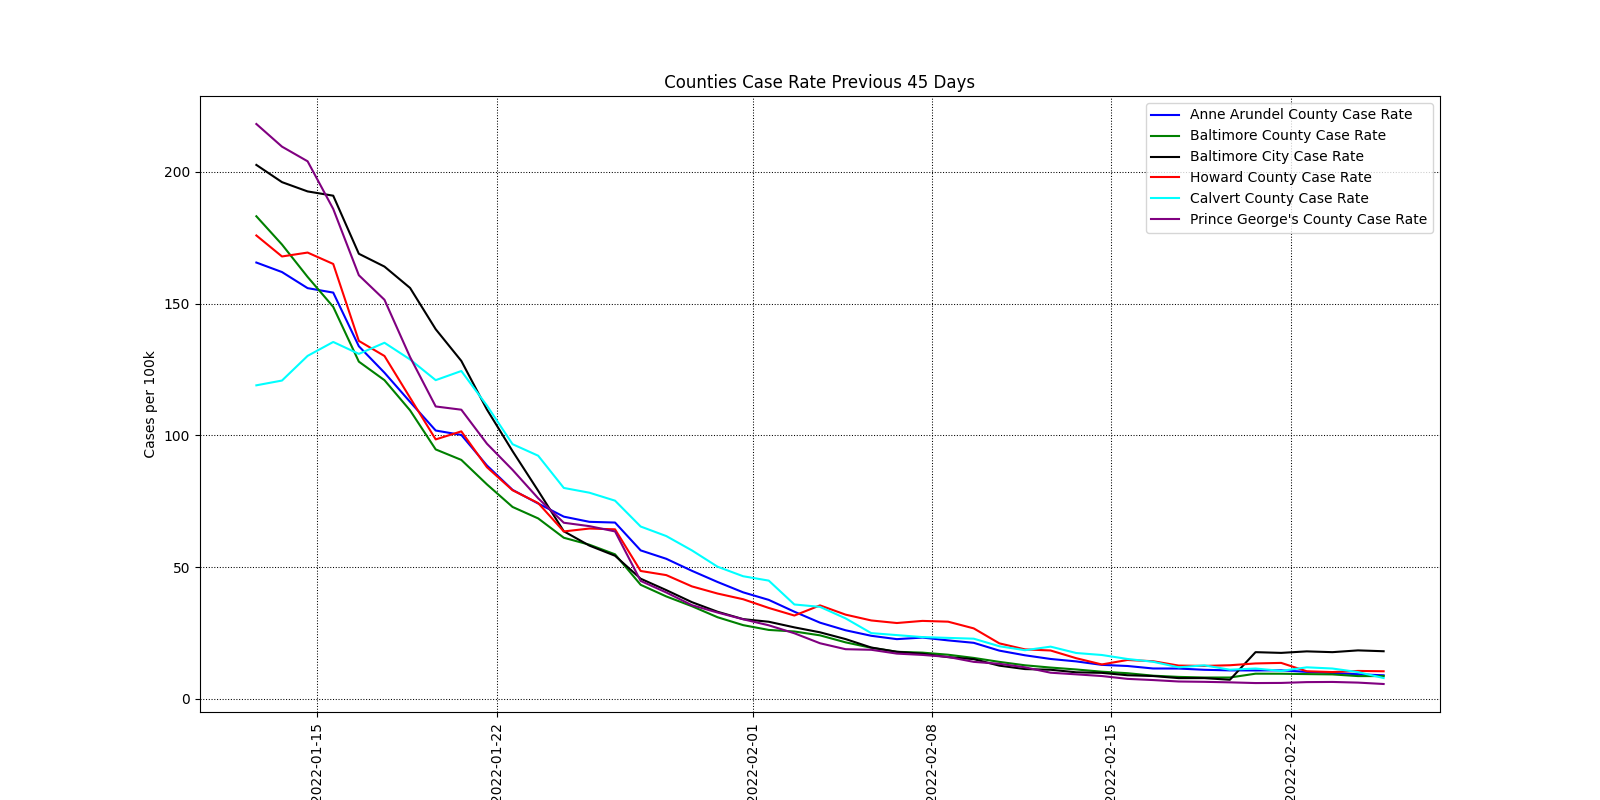 Counties Case Rate Previous 45 Days
Anne Arundel County Case Rate
Baltimore County Case Rate
Baltimore City Case Rate
Howard County Case Rate
Calvert County Case Rate
Prince George's County Case Rate
Cases per 100k
200
150
100
50
0
2022-01-15
2022-01-22
2022-02-01
2022-02-08
2022-02-15
2022-02-22